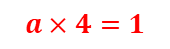 a × 4 = 1